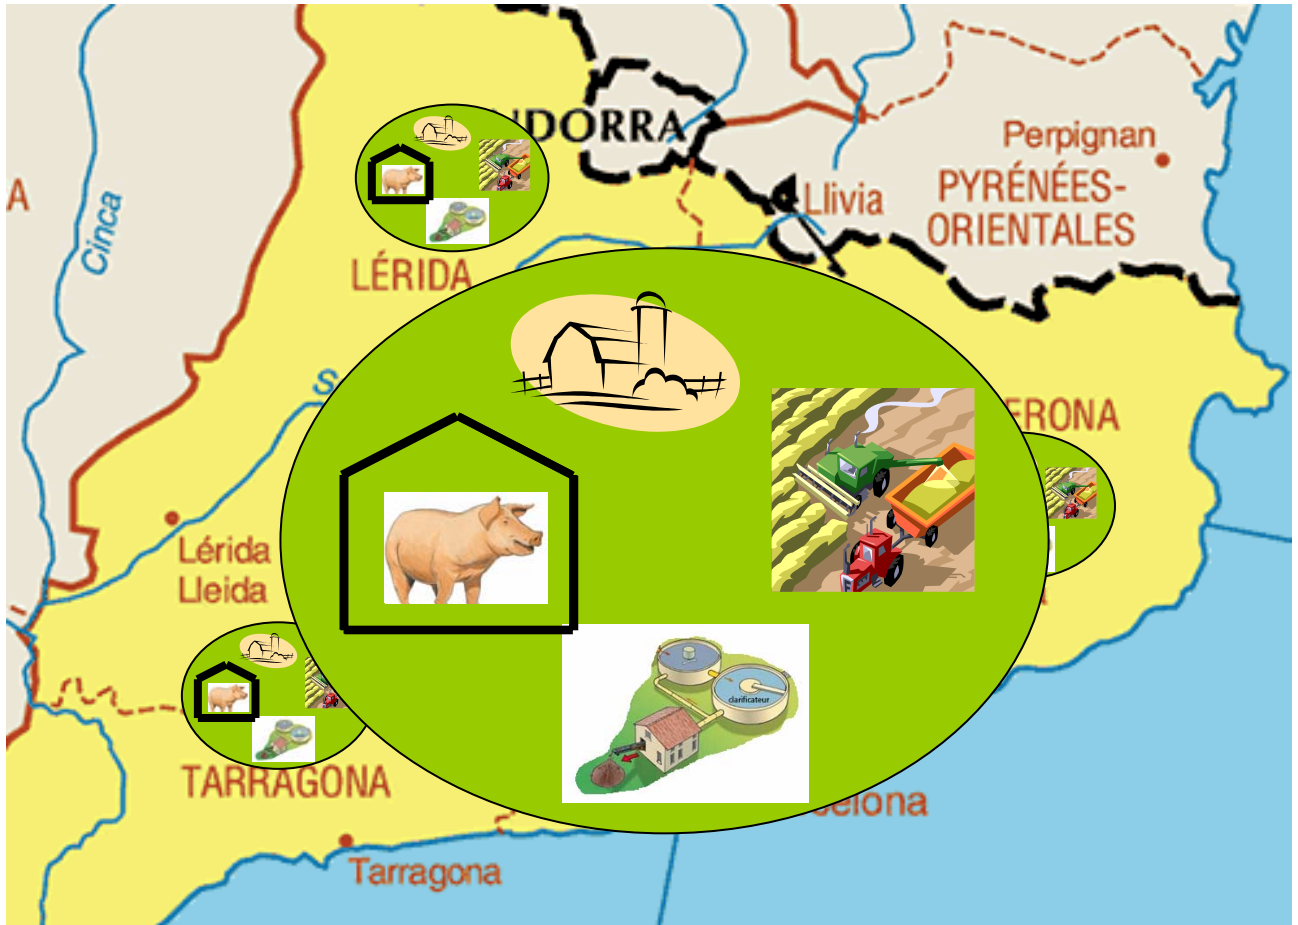 NDORRA
Perpignan
A
Llivia
PYRÉNÉES-
ORIENTALES
Cinca
LÉRIDA
S
ERONA
Lérida
Lleida
clarificateur
TARRAGONA
celona
Tarragona